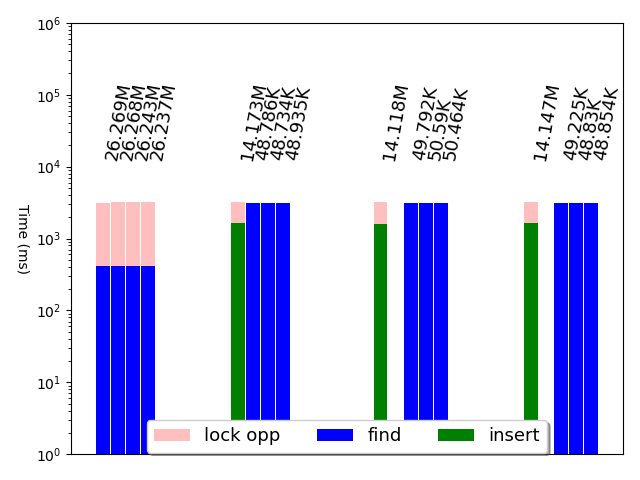 10^6
10^5
10^4
10^3
10^2
10^1
10^0
Time (ms)
26.269M
26.268M
26.243M
26.237M
14.173M
48.786K
48.734K
48.935K
14.118M
49.792K
50.59K
50.464K
14.147M
49.225K
48.83K
48.854K
lock opp
find
insert